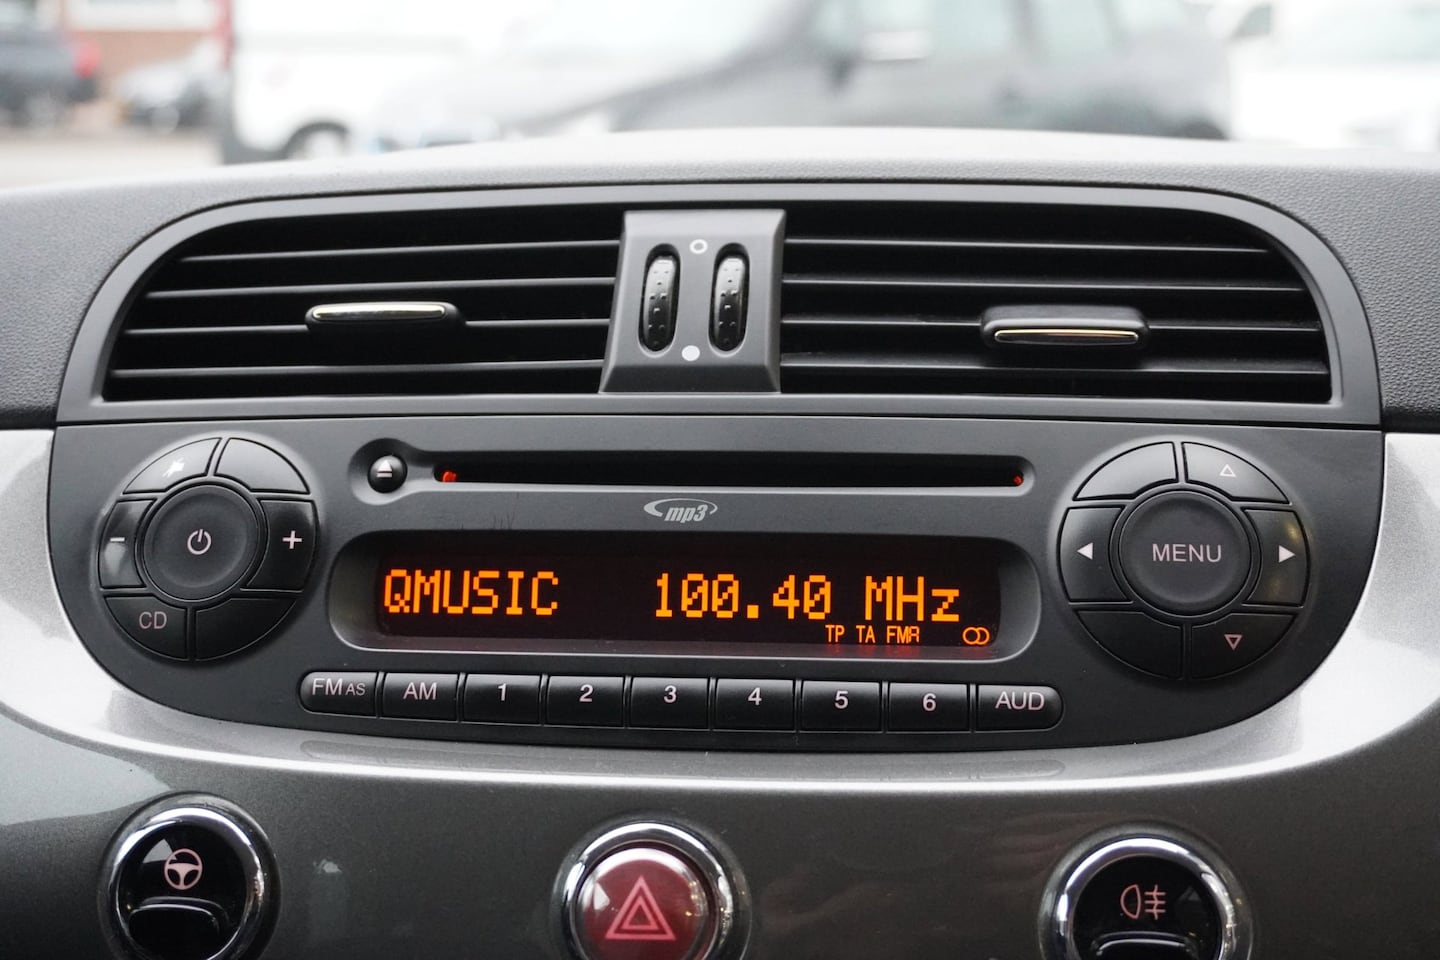 mp3
QMUSIC 100.40 MHz
TP TA FMA
- + CD
MENU
FM AS AM 1 2 3 4 5 6 AUD